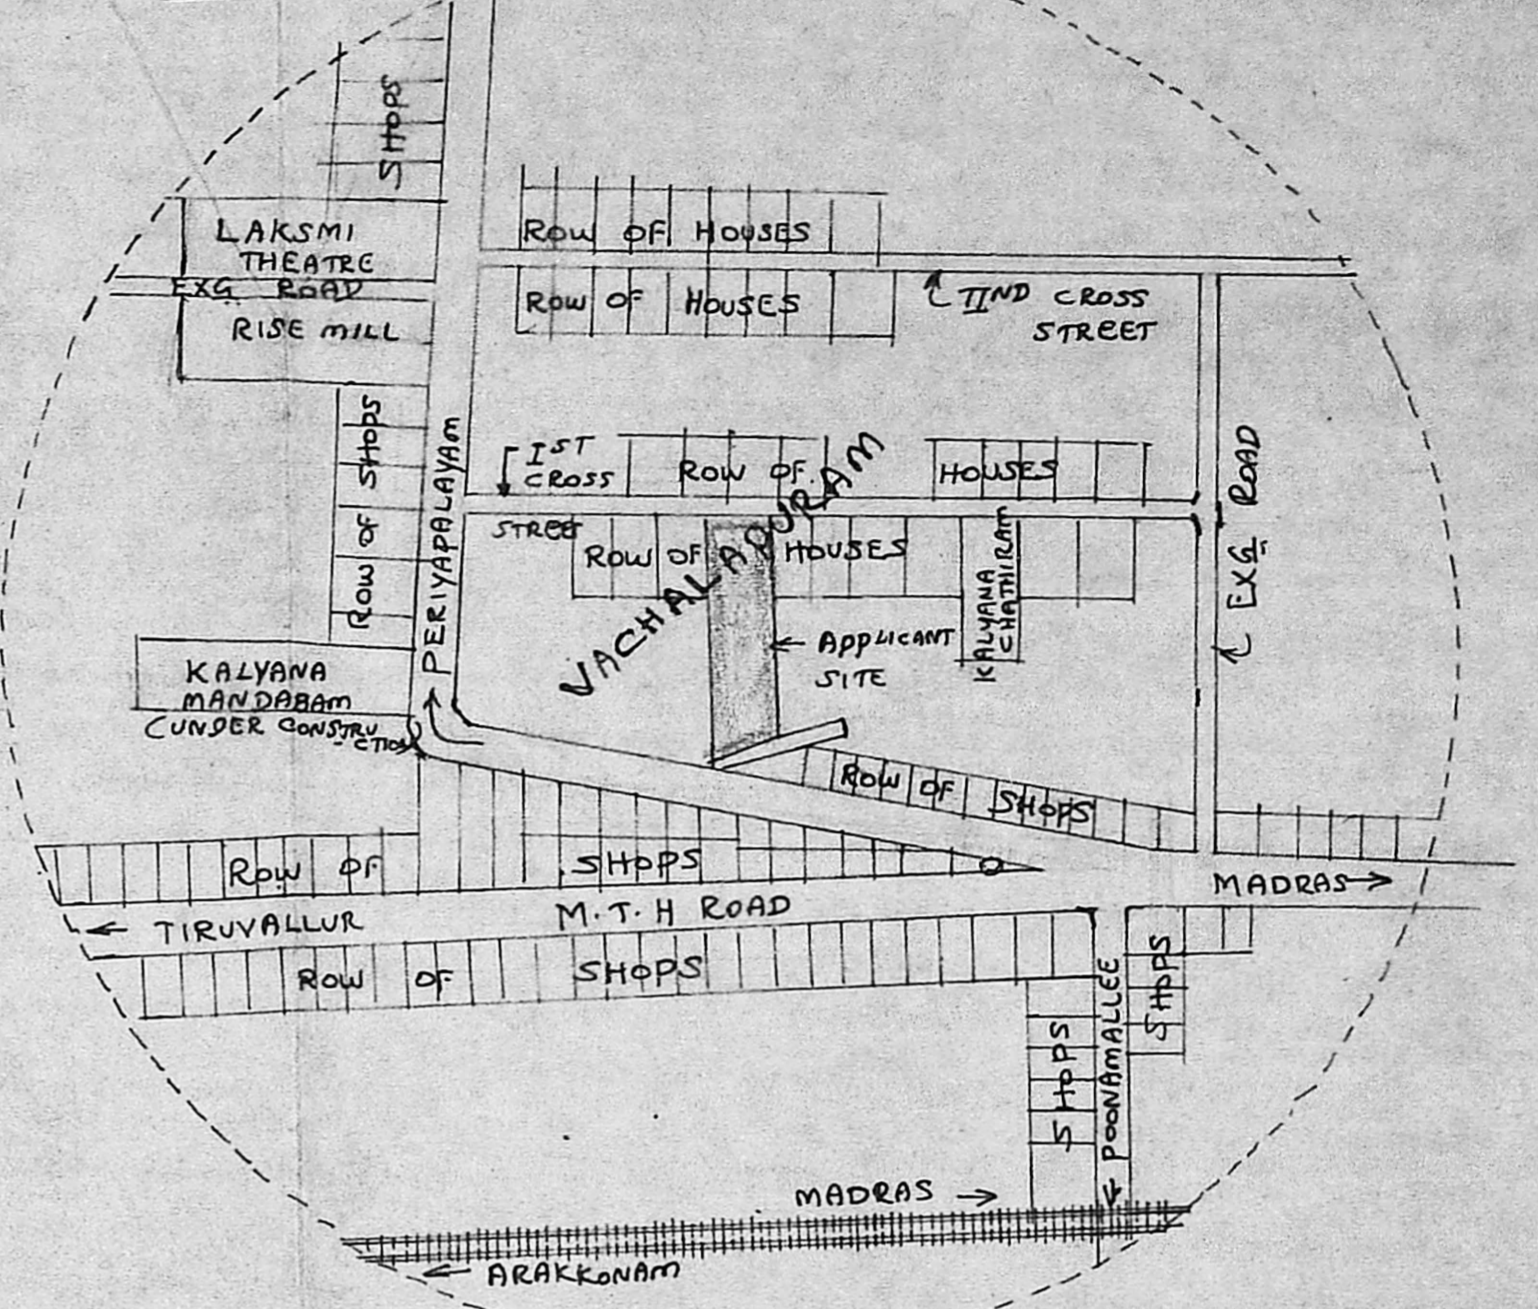 SHOPS
LAKSMI
THEATRE
EXG. ROAD
RISE MILL
ROW OF HOUSES
ROW OF HOUSES
IIND CROSS
STREET
ROW OF SHOPS
PERIYAPALAYAM
IST
CROSS
STREET
ROW OF.
HOUSES
VACHALAPURAM
ROW OF
HOUSES
KALYANA
CHATHIRAM
EXG ROAD
APPLICANT
SITE
KALYANA
MANDABAM
(UNDER CONSTRU
-CTION
ROW OF SHOPS
ROW OF SHOPS
MADRAS
TIRUVALLUR
M.T.H ROAD
ROW OF SHOPS
SHOPS
POONAMALLEE
SHOPS
MADRAS
ARAKKONAM